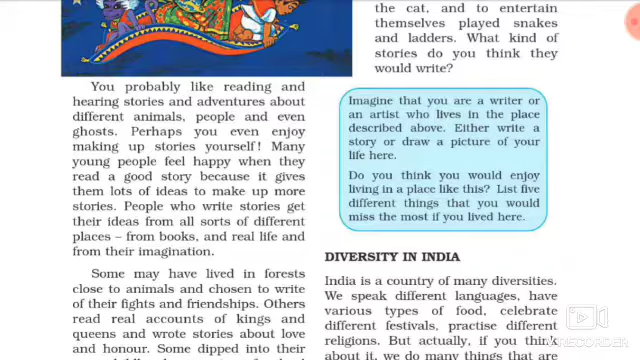 You probably like reading and
hearing stories and adventures about
different animals, people and even
ghosts. Perhaps you even enjoy
making up stories yourself! Many
young people feel happy when they
read a good story because it gives
them lots of ideas to make up more
stories. People who write stories get
their ideas from all sorts of different
places – from books, and real life and
from their imagination.
Some may have lived in forests
close to animals and chosen to write
of their fights and friendships. Others
read real accounts of kings and
queens and wrote stories about love
and honour. Some dipped into their
the cat, and to entertain
themselves played snakes
and ladders. What kind of
stories do you think they
would write?
Imagine that you are a writer or
an artist who lives in the place
described above. Either write a
story or draw a picture of your
life here.
Do you think you would enjoy
living in a place like this? List five
different things that you would
miss the most if you lived here.
DIVERSITY IN INDIA
India is a country of many diversities.
We speak different languages, have
various types of food, celebrate
different festivals, practise different
religions. But actually, if you think
about it, we do many things that are